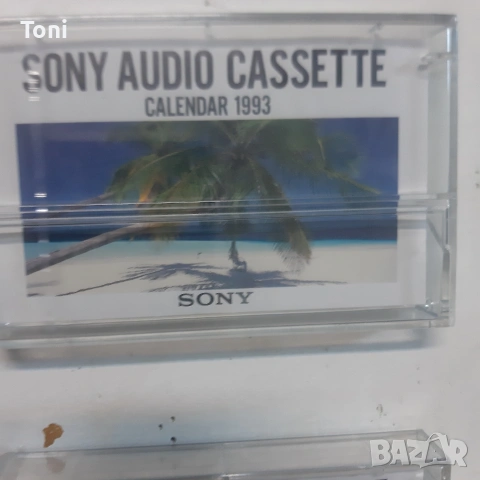 Toni
SONY AUDIO CASSETTE
CALENDAR 1993
SONY
BAZAR